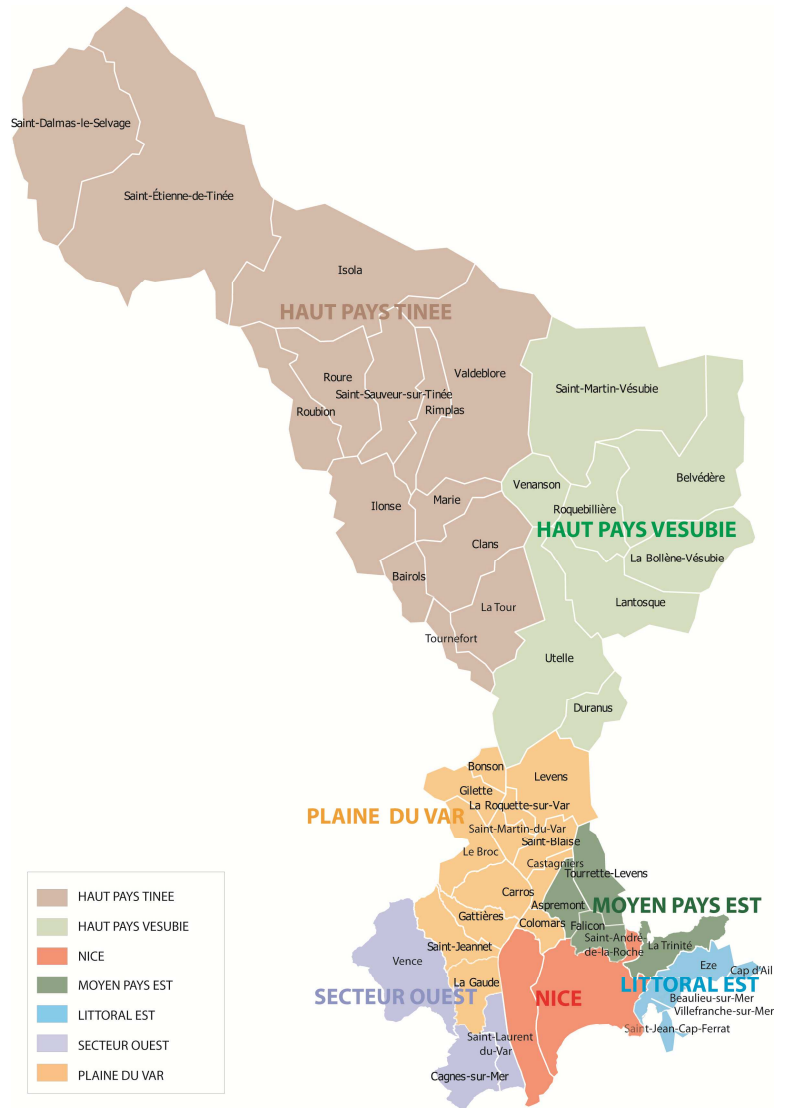 Saint-Dalmas-le-Selvage
Saint-Étienne-de-Tinée
Isola
HAUT PAYS TINEE
Roure
Valdeblore
Saint-Sauveur-sur-Tinée
Roubion
Rimplas
Saint-Martin-Vésubie
Belvédère
Venanson
Marie
Ilonse
Roquebillière
HAUT PAYS VESUBIE
Clans
La Bollène-Vésubie
Bairols
Lantosque
La Tour
Tournefort
Utelle
Duranus
Bonson
Levens
Gilette
La Roquette-sur-Var
PLAINE DU VAR
Saint-Martin-du-Var
Saint-Blaise
Le Broc
Castagniers
Tourrette-Levens
Carros
Aspremont
MOYEN PAYS EST
Gattières
Colomars
Falicon
Saint-André-
de-la-Roche
La Trinité
Saint-Jeannet
Vence
Eze
Cap d'Ail
La Gaude
LITTORAL EST
SECTEUR OUEST
NICE
Beaulieu-sur-Mer
Villefranche-sur-Mer
Saint-Jean-Cap-Ferrat
Saint-Laurent
du-Var
Cagnes-sur-Mer
HAUT PAYS TINEE
HAUT PAYS VESUBIE
NICE
MOYEN PAYS EST
LITTORAL EST
SECTEUR OUEST
PLAINE DU VAR